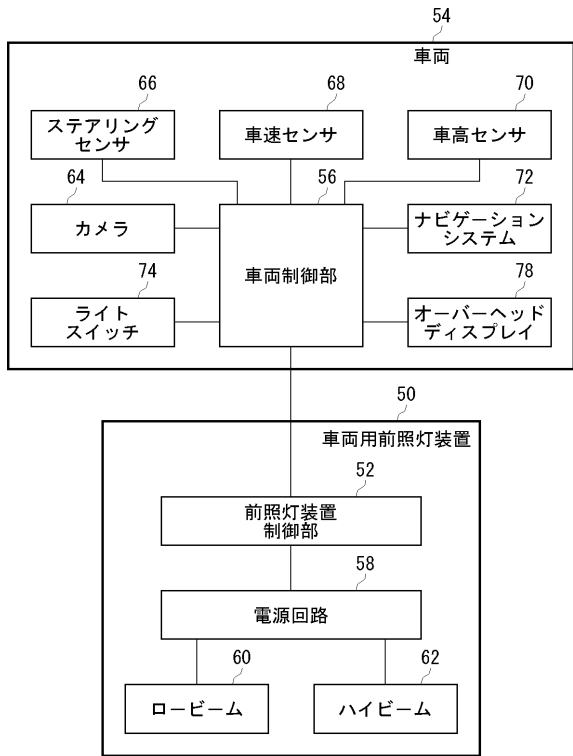 54
車両
66
ステアリング
センサ
68
車速センサ
70
車高センサ
64
カメラ
56
車両制御部
72
ナビゲーション
システム
74
ライト
スイッチ
78
オーバーヘッド
ディスプレイ
50
車両用前照灯装置
52
前照灯装置
制御部
58
電源回路
60
ロービーム
62
ハイビーム